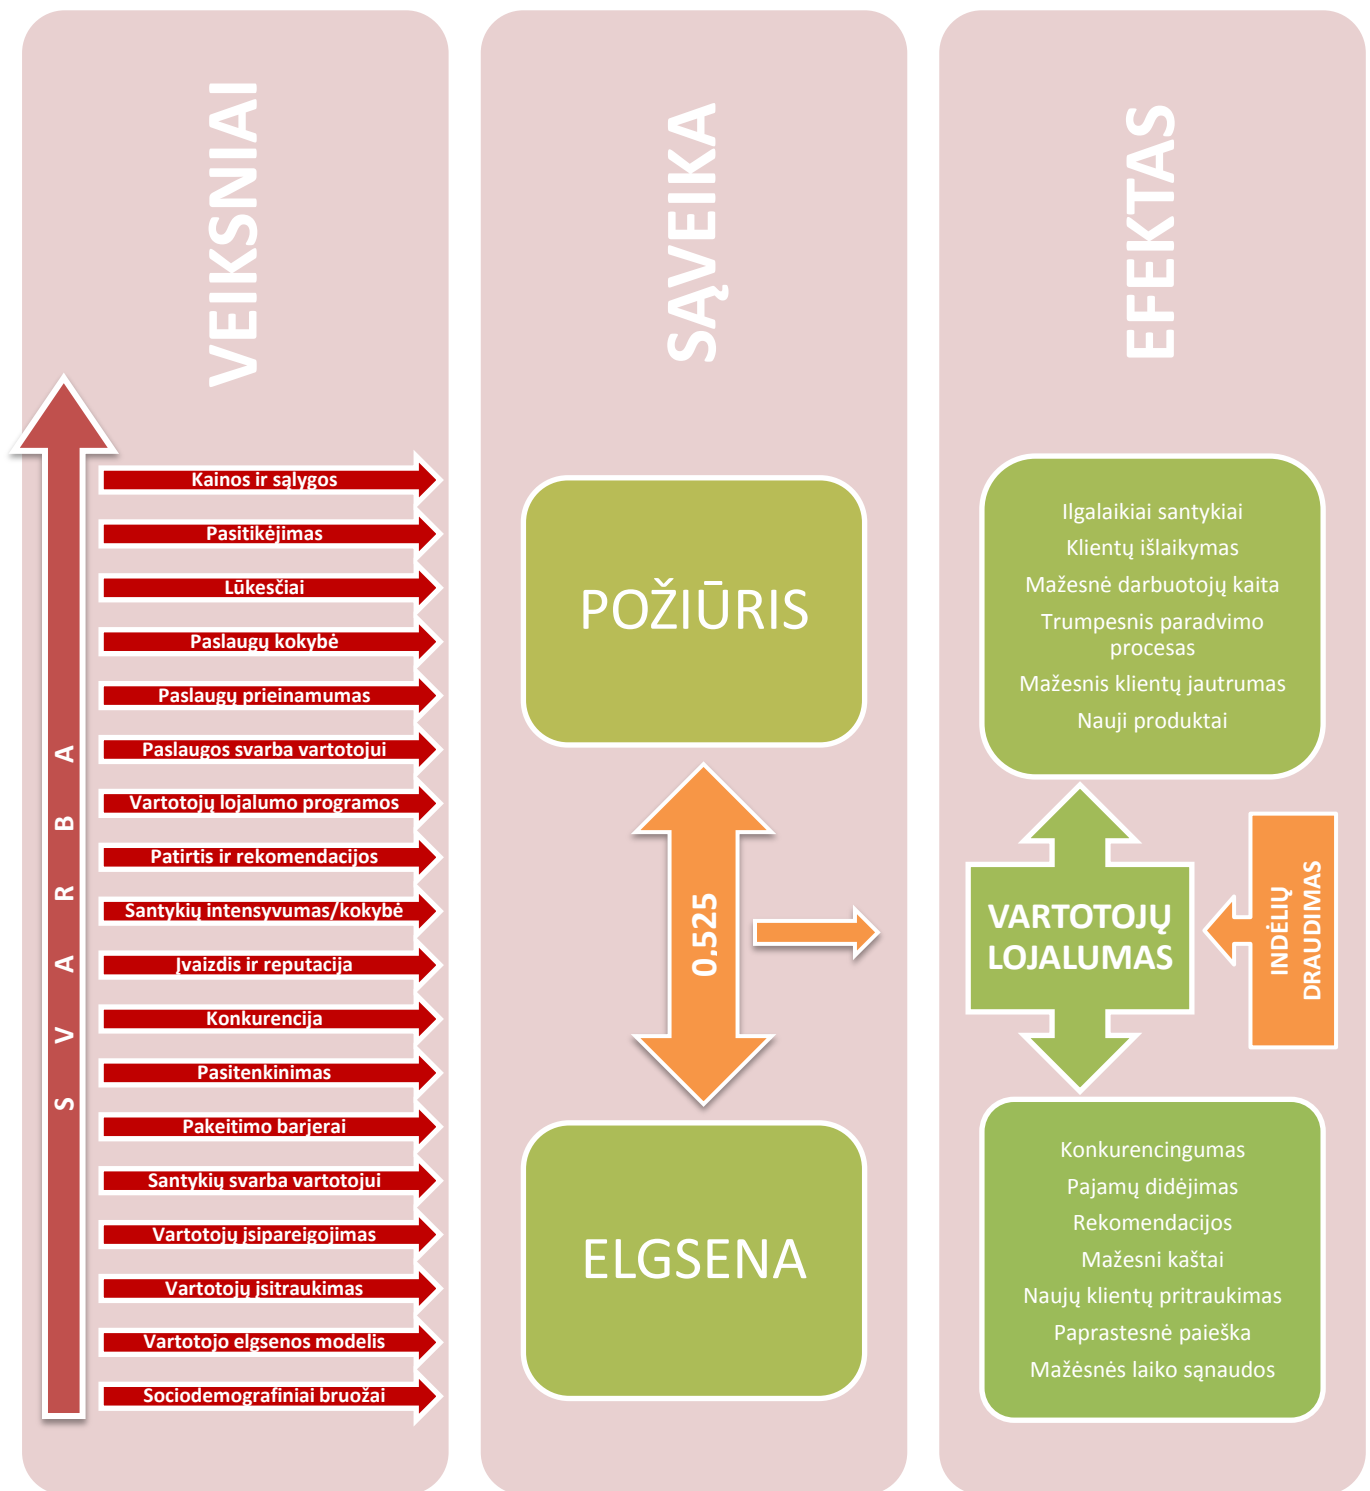 VEIKSNIAI
SVARBA
Kainos ir sąlygos
Pasitikėjimas
Lūkesčiai
Paslaugų kokybė
Paslaugų prieinamumas
Paslaugos svarba vartotojui
Vartotojų lojalumo programos
Patirtis ir rekomendacijos
Santykių intensyvumas/kokybė
Įvaizdis ir reputacija
Konkurencija
Pasitenkinimas
Pakeitimo barjerai
Santykių svarba vartotojui
Vartotojų įsipareigojimas
Vartotojų įsitraukimas
Vartotojo elgsenos modelis
Sociodemografiniai bruožai
SĄVEIKA
POŽIŪRIS
0.525
ELGSENA
EFEKTAS
Ilgalaikiai santykiai
Klientų išlaikymas
Mažesnė darbuotojų kaita
Trumpesnis paradvimo
procesas
Mažesnis klientų jautrumas
Nauji produktai
VARTOTOJŲ
LOJALUMAS
INDĖLIŲ
DRAUDIMAS
Konkurencingumas
Pajamų didėjimas
Rekomendacijos
Mažesni kaštai
Naujų klientų pritraukimas
Paprastesnė paieška
Mažėsnės laiko sąnaudos